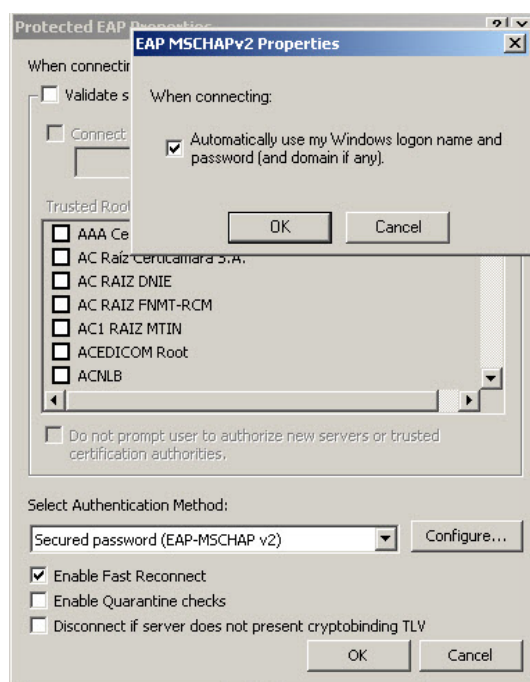 Protected EAP Properties
EAP MSCHAPv2 Properties
When connecting:
Automatically use my Windows logon name and
password (and domain if any).
OK
Cancel
When connectin
Validate s
Connect
Trusted Root
AAA Ce
AC Raíz Certicámara S.A.
AC RAIZ DNIE
AC RAIZ FNMT-RCM
AC1 RAIZ MTIN
ACEDICOM Root
ACNLB
Do not prompt user to authorize new servers or trusted
certification authorities.
Select Authentication Method:
Secured password (EAP-MSCHAP v2)
Configure...
Enable Fast Reconnect
Enable Quarantine checks
Disconnect if server does not present cryptobinding TLV
OK
Cancel